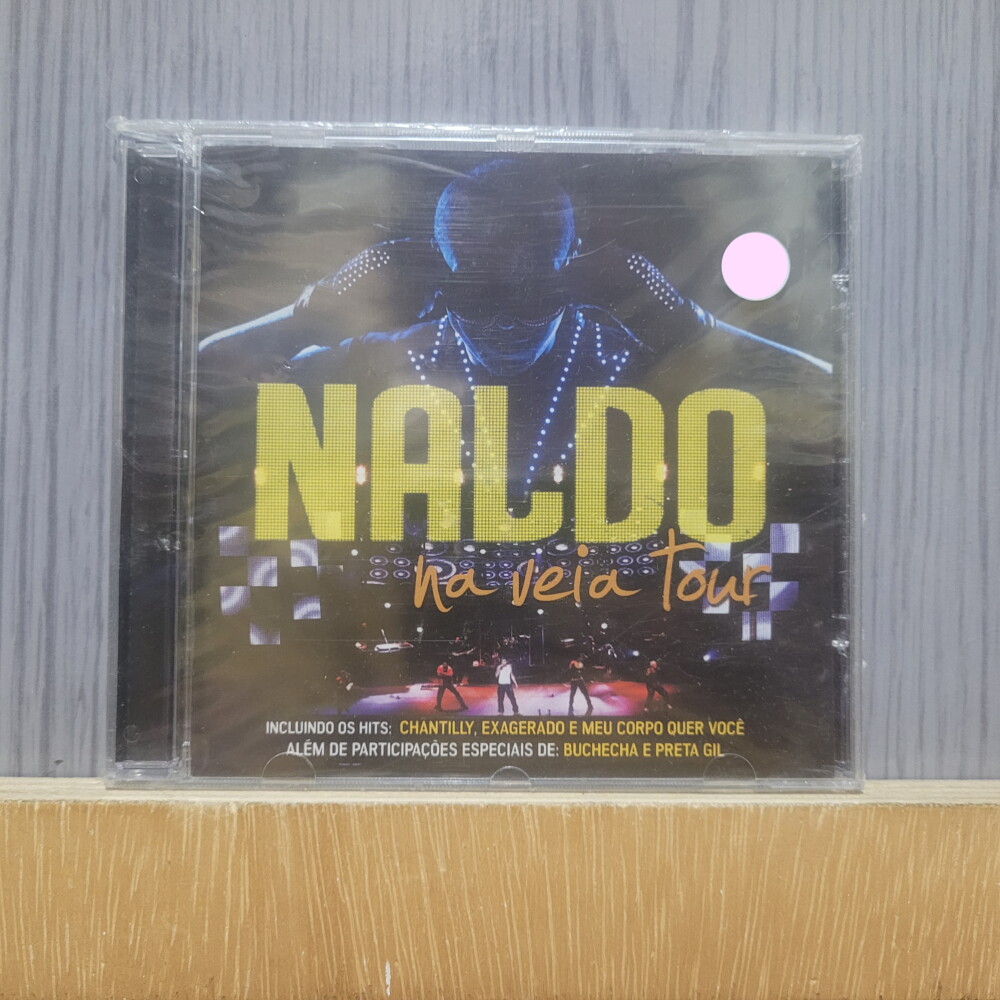 NALDO
na veia tour
INCLUINDO OS HITS: CHANTILLY, EXAGERADO E MEU CORPO QUER VOCÊ
ALÉM DE PARTICIPAÇÕES ESPECIAIS DE: BUCHECHA E PRETA GIL